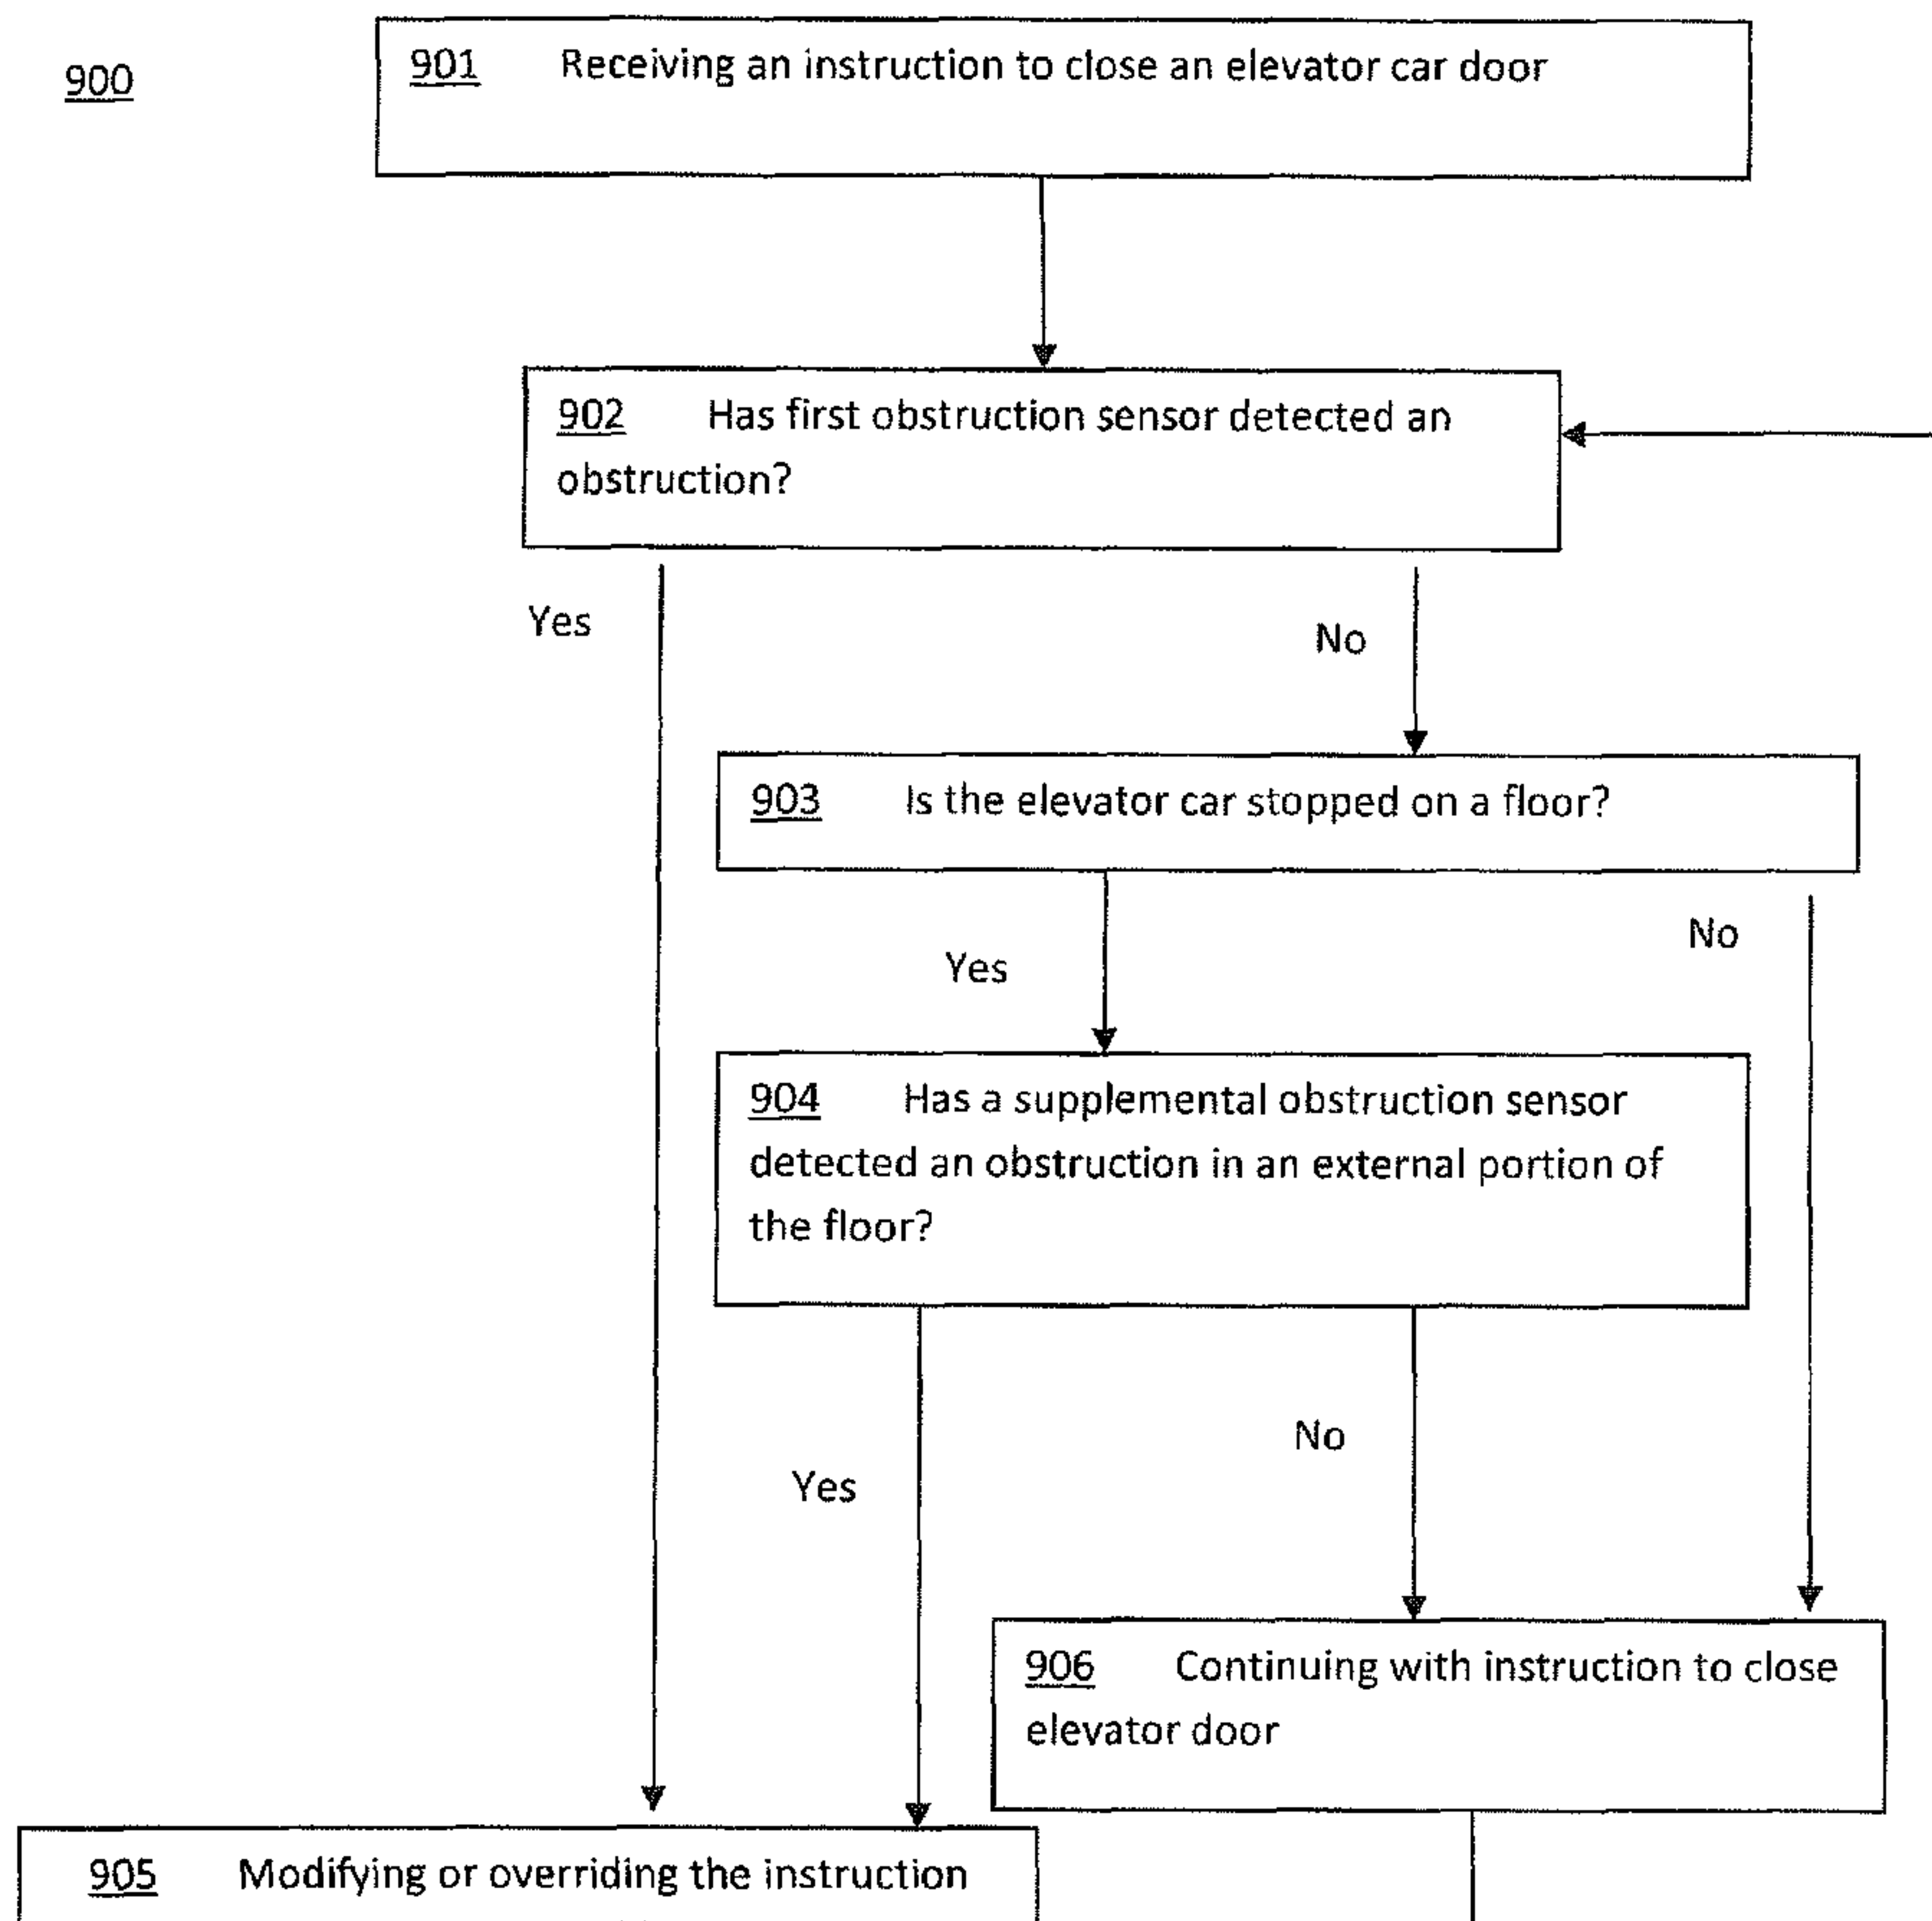 900
901 Receiving an instruction to close an elevator car door
902 Has first obstruction sensor detected an
obstruction?
Yes
No
903 Is the elevator car stopped on a floor?
No
Yes
904 Has a supplemental obstruction sensor
detected an obstruction in an external portion of
the floor?
No
Yes
906 Continuing with instruction to close
elevator door
905 Modifying or overriding the instruction